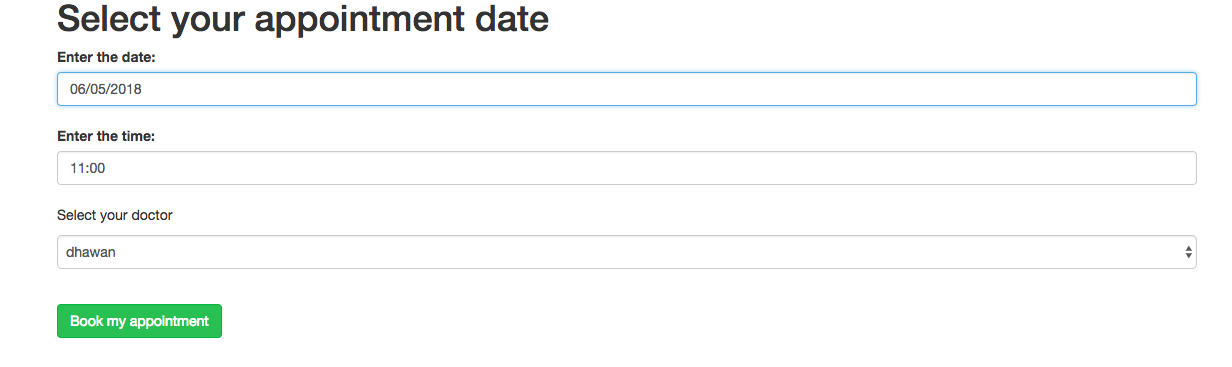 Select your appointment date
Enter the date:
06/05/2018
Enter the time:
11:00
Select your doctor
dhawan
Book my appointment